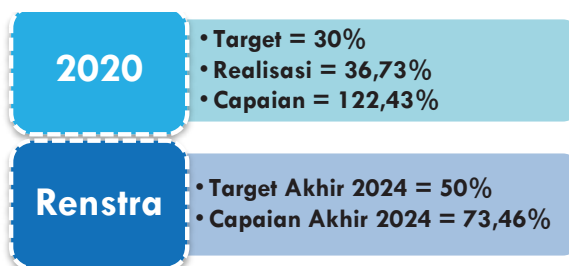 2020
• Target = 30%
• Realisasi = 36,73%
• Capaian = 122,43%
Renstra
• Target Akhir 2024 = 50%
• Capaian Akhir 2024 = 73,46%